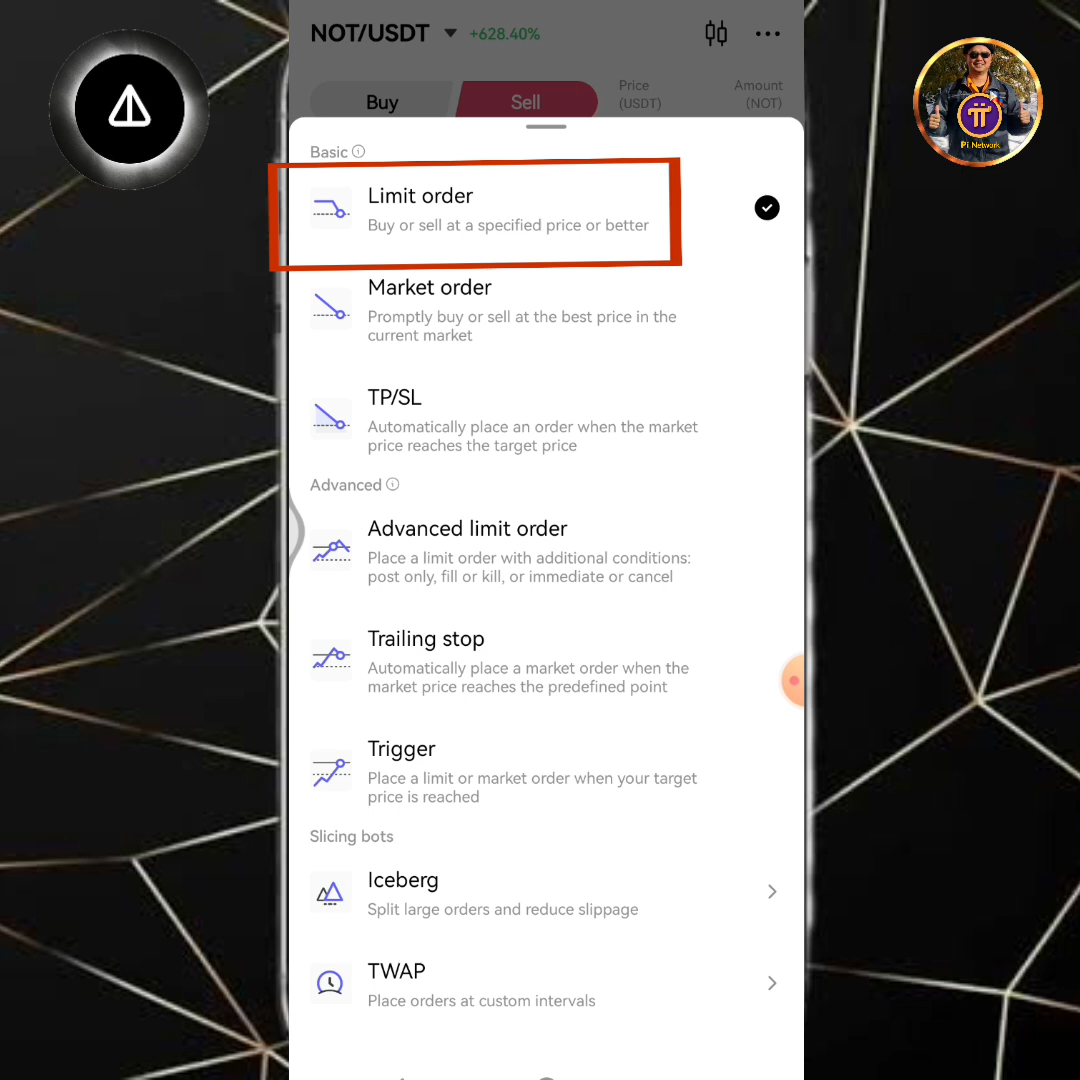 NOT/USDT +628.40%
Buy
Sell
Price
(USDT)
Amount
(NOT)
Pi Network
Basic
Limit order
Buy or sell at a specified price or better
Market order
Promptly buy or sell at the best price in the
current market
TP/SL
Automatically place an order when the market
price reaches the target price
Advanced
Advanced limit order
Place a limit order with additional conditions:
post only, fill or kill, or immediate or cancel
Trailing stop
Automatically place a market order when the
market price reaches the predefined point
Trigger
Place a limit or market order when your target
price is reached
Slicing bots
Iceberg
Split large orders and reduce slippage
TWAP
Place orders at custom intervals